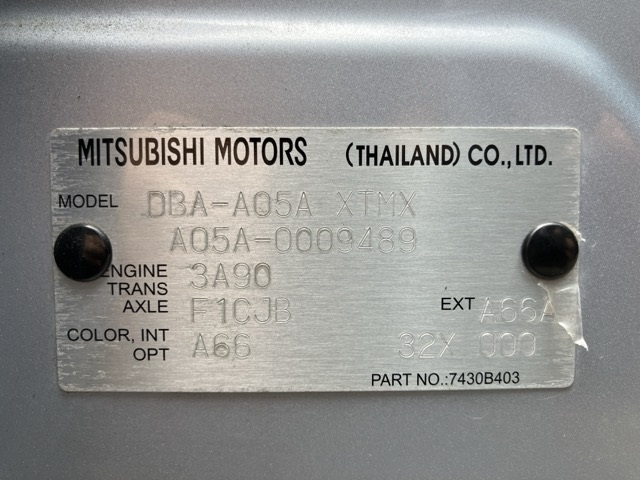 MITSUBISHI MOTORS (THAILAND) CO., LTD.
MODEL DBA-A05A XTMX
A05A-0009489
ENGINE 3A90
TRANS
AXLE F1CJB EXT A66A
COLOR, INT A66 32X 000
OPT
PART NO.:7430B403